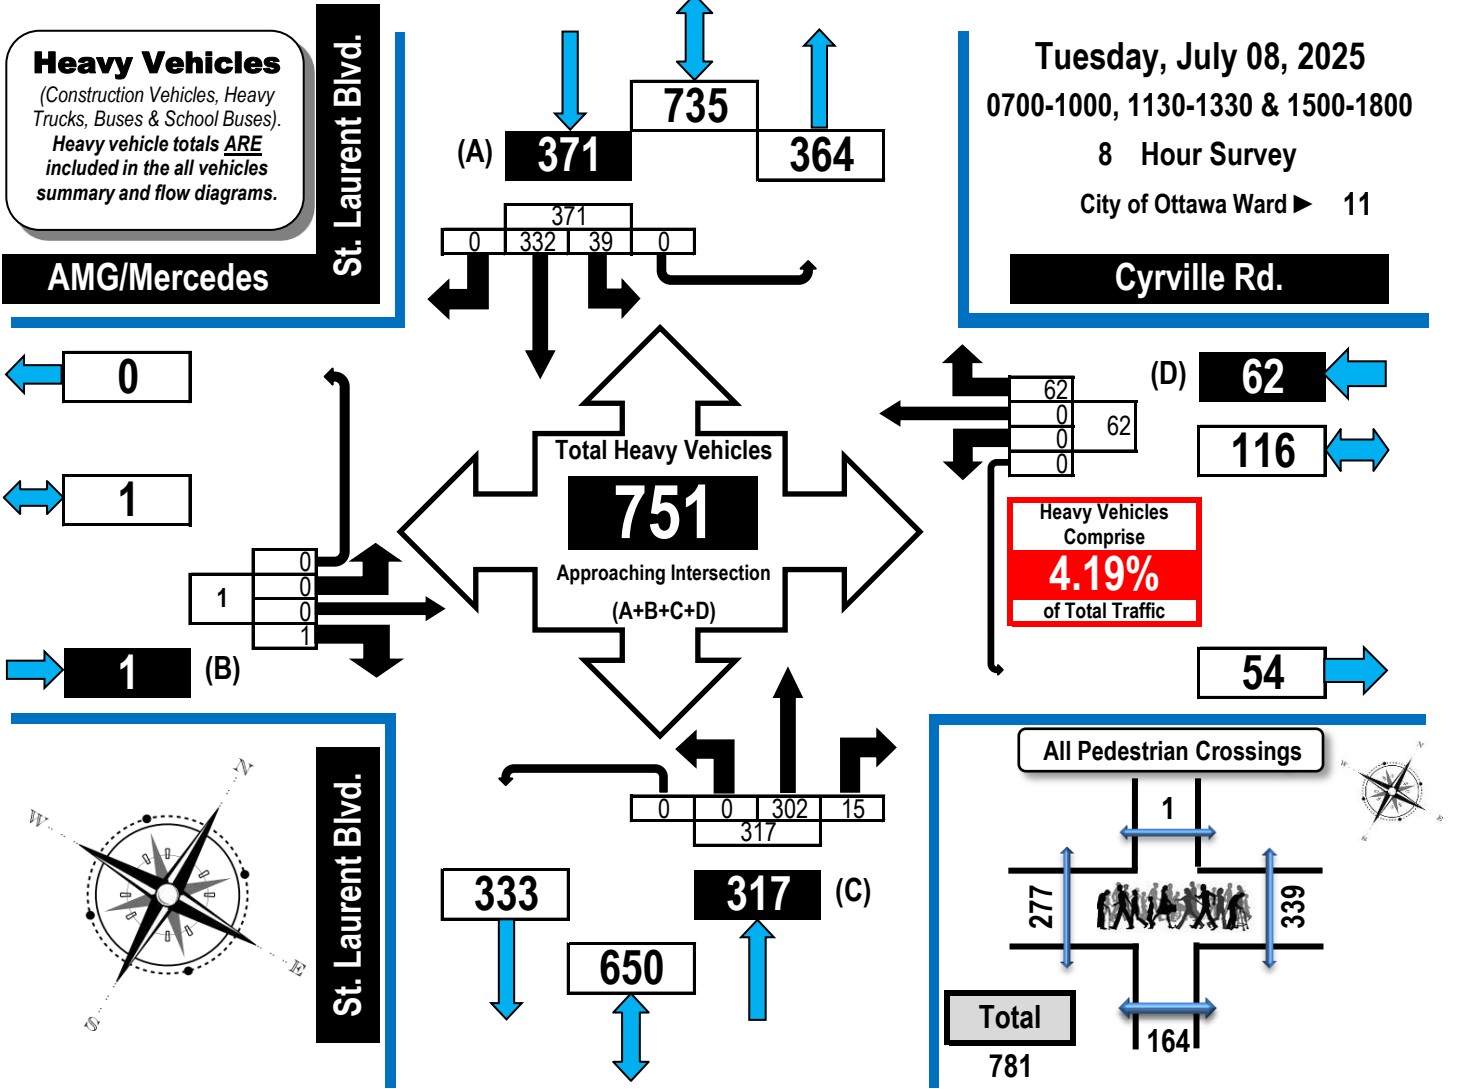 Heavy Vehicles
(Construction Vehicles, Heavy
Trucks, Buses & School Buses).
Heavy vehicle totals ARE
included in the all vehicles
summary and flow diagrams.
St. Laurent Blvd.
AMG/Mercedes
735
(A) 371 364
371
0 332 39 0
Tuesday, July 08, 2025
0700-1000, 1130-1330 & 1500-1800
8 Hour Survey
City of Ottawa Ward ► 11
Cyrville Rd.
0
1
0
0
1 0
1
1 (B)
Total Heavy Vehicles
751
Approaching Intersection
(A+B+C+D)
62
0
62
0
0
(D) 62
116
Heavy Vehicles
Comprise
4.19%
of Total Traffic
54
N
W
E
S
St. Laurent Blvd.
0 0 302 15
317
333 317 (C)
650
All Pedestrian Crossings
N
W
E
S
1
277
339
164
Total
781